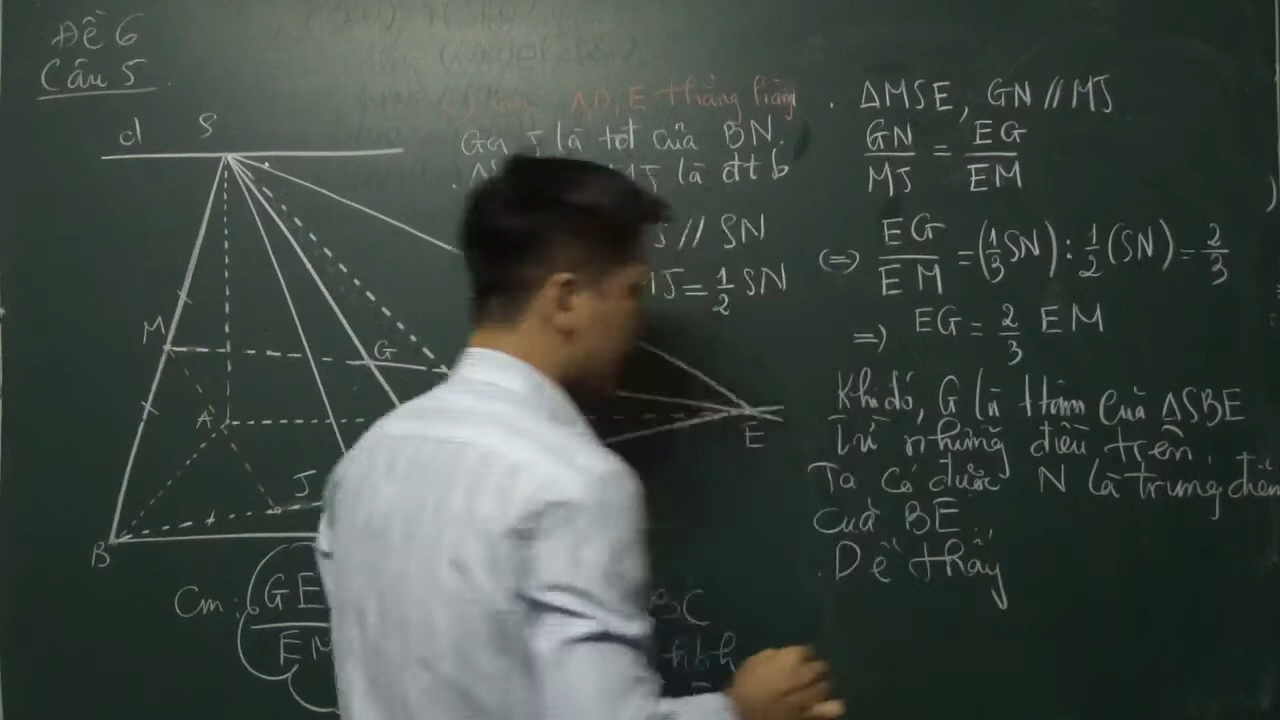 Đề 6
Câu 5
d S
M
G
A
J
B
E
Cm: GE
EM
BC
A,D,E thẳng hàng
Gọi J là tđ của BN.
MJ là đtb
// SN
MJ = 1/2 SN
. ΔMSE, GN // MJ
GN/MJ = EG/EM
⇔ EG/EM = (1/3 SN) : 1/2 (SN) = 2/3
⇒ EG = 2/3 EM
Khi đó, G là ttâm của ΔSBE
Từ những điều trên,
Ta có được N là trung điểm
của BE.
. Dễ thấy